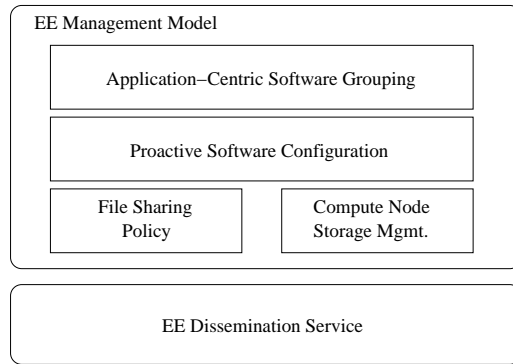 EE Management Model
Application−Centric Software Grouping
Proactive Software Configuration
File Sharing
Policy
Compute Node
Storage Mgmt.
EE Dissemination Service